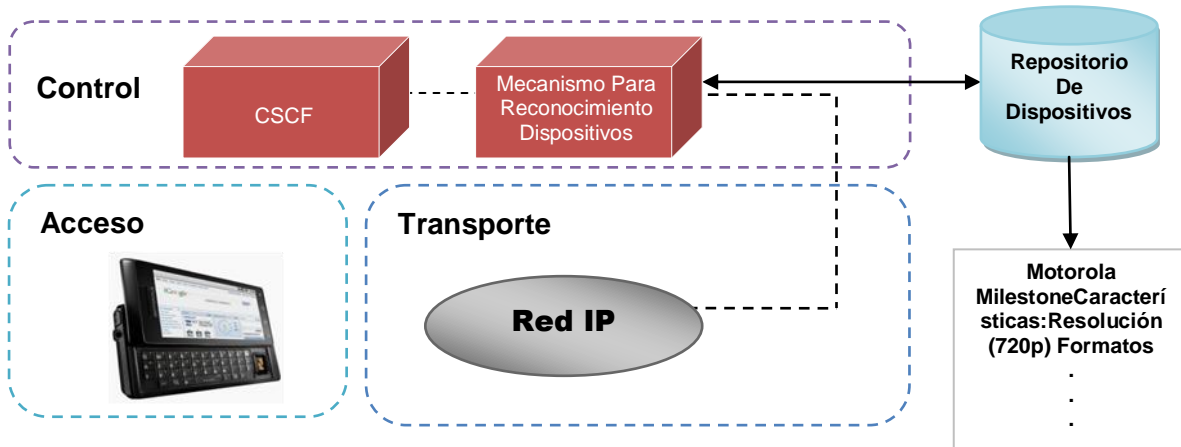 Control
CSCF
Mecanismo Para
Reconocimiento
Dispositivos
Repositorio
De
Dispositivos
Acceso
Transporte
Red IP
Motorola
MilestoneCaracterí
sticas:Resolución
(720p) Formatos
.
.
.